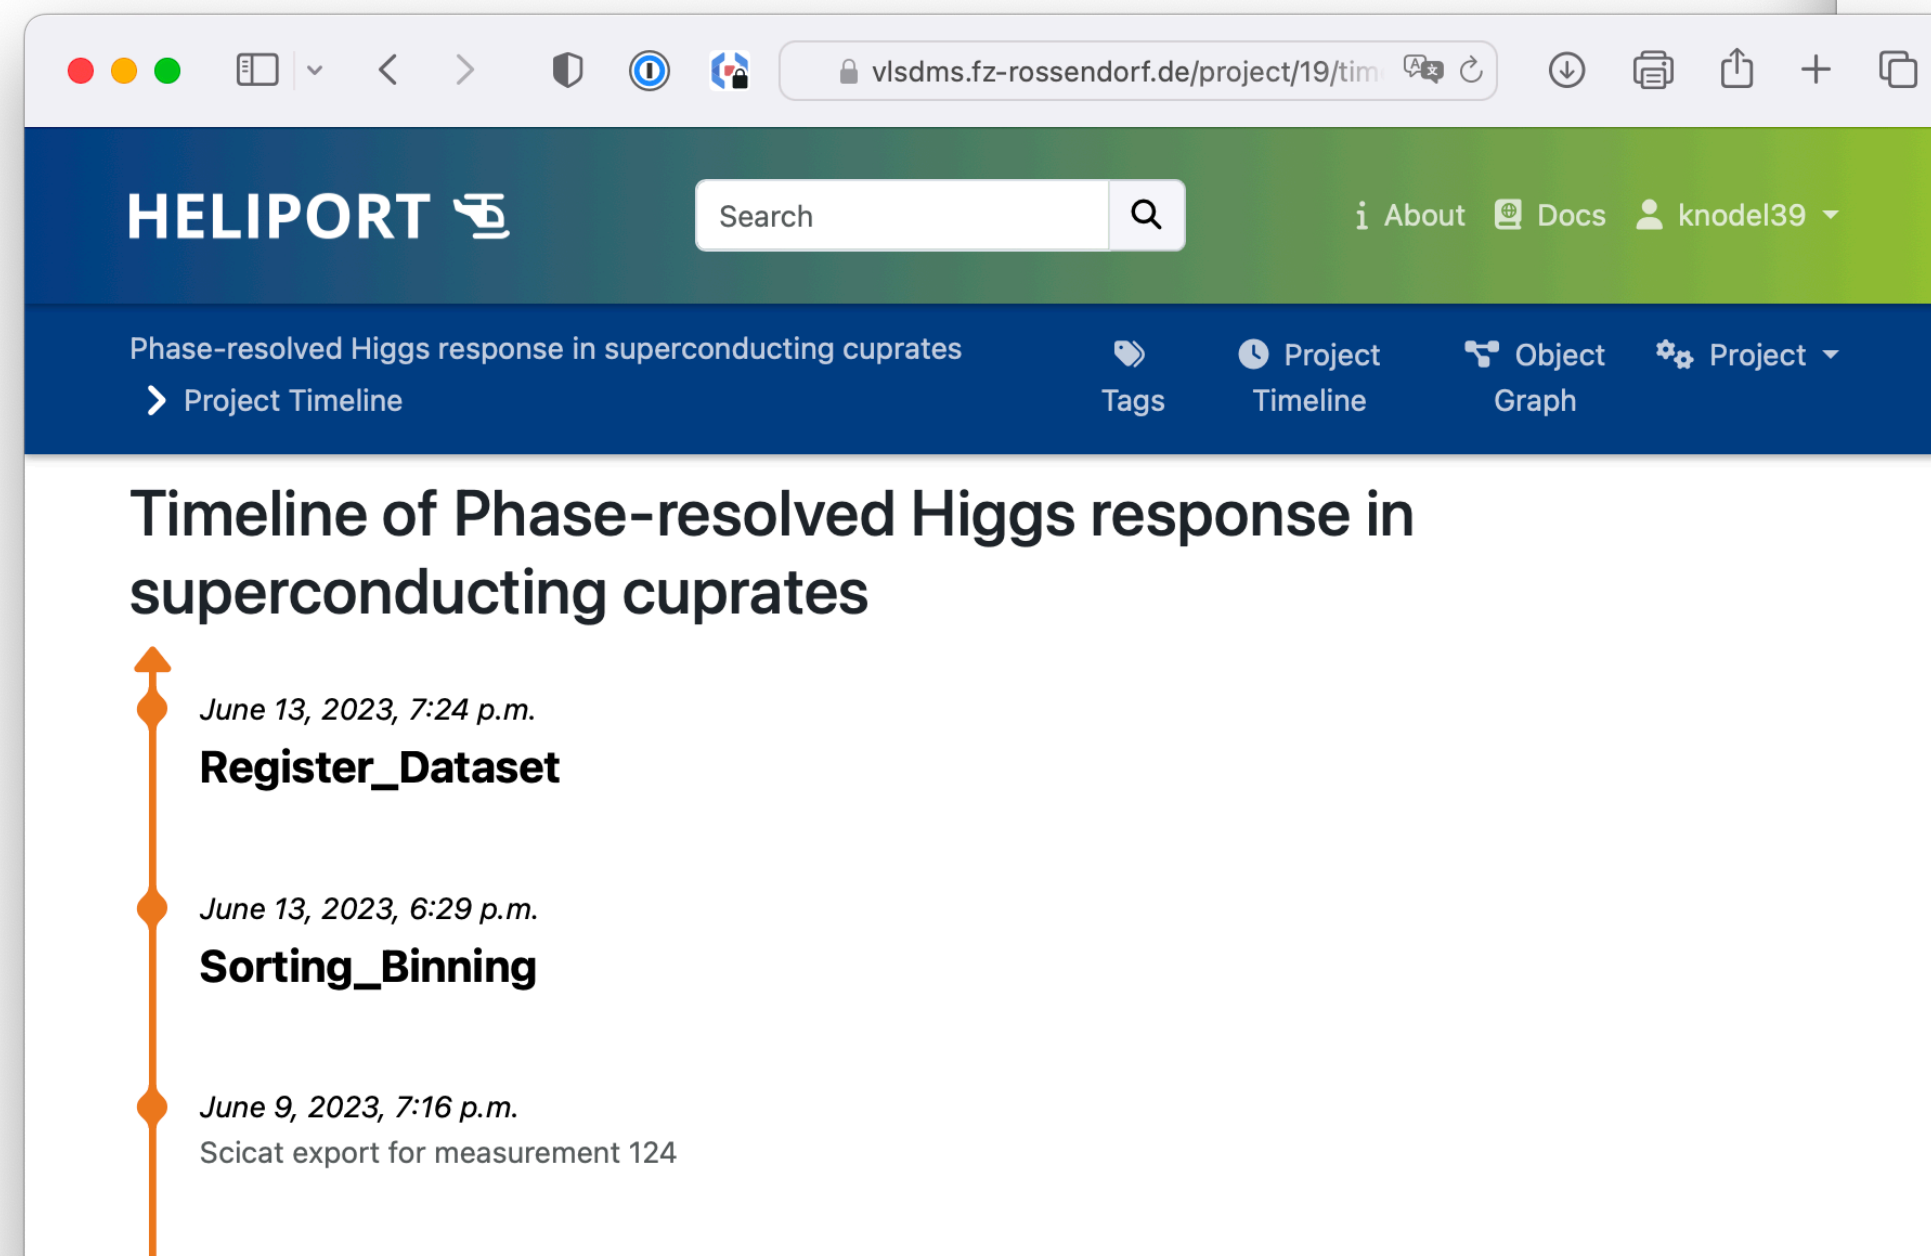 vlsdms.fz-rossendorf.de/project/19/tim
HELIPORT
Search
About
Docs
knodel39
Phase-resolved Higgs response in superconducting cuprates
Project Timeline
Tags
Project
Timeline
Object
Graph
Project
Timeline of Phase-resolved Higgs response in
superconducting cuprates
June 13, 2023, 7:24 p.m.
Register_Dataset
June 13, 2023, 6:29 p.m.
Sorting_Binning
June 9, 2023, 7:16 p.m.
Scicat export for measurement 124